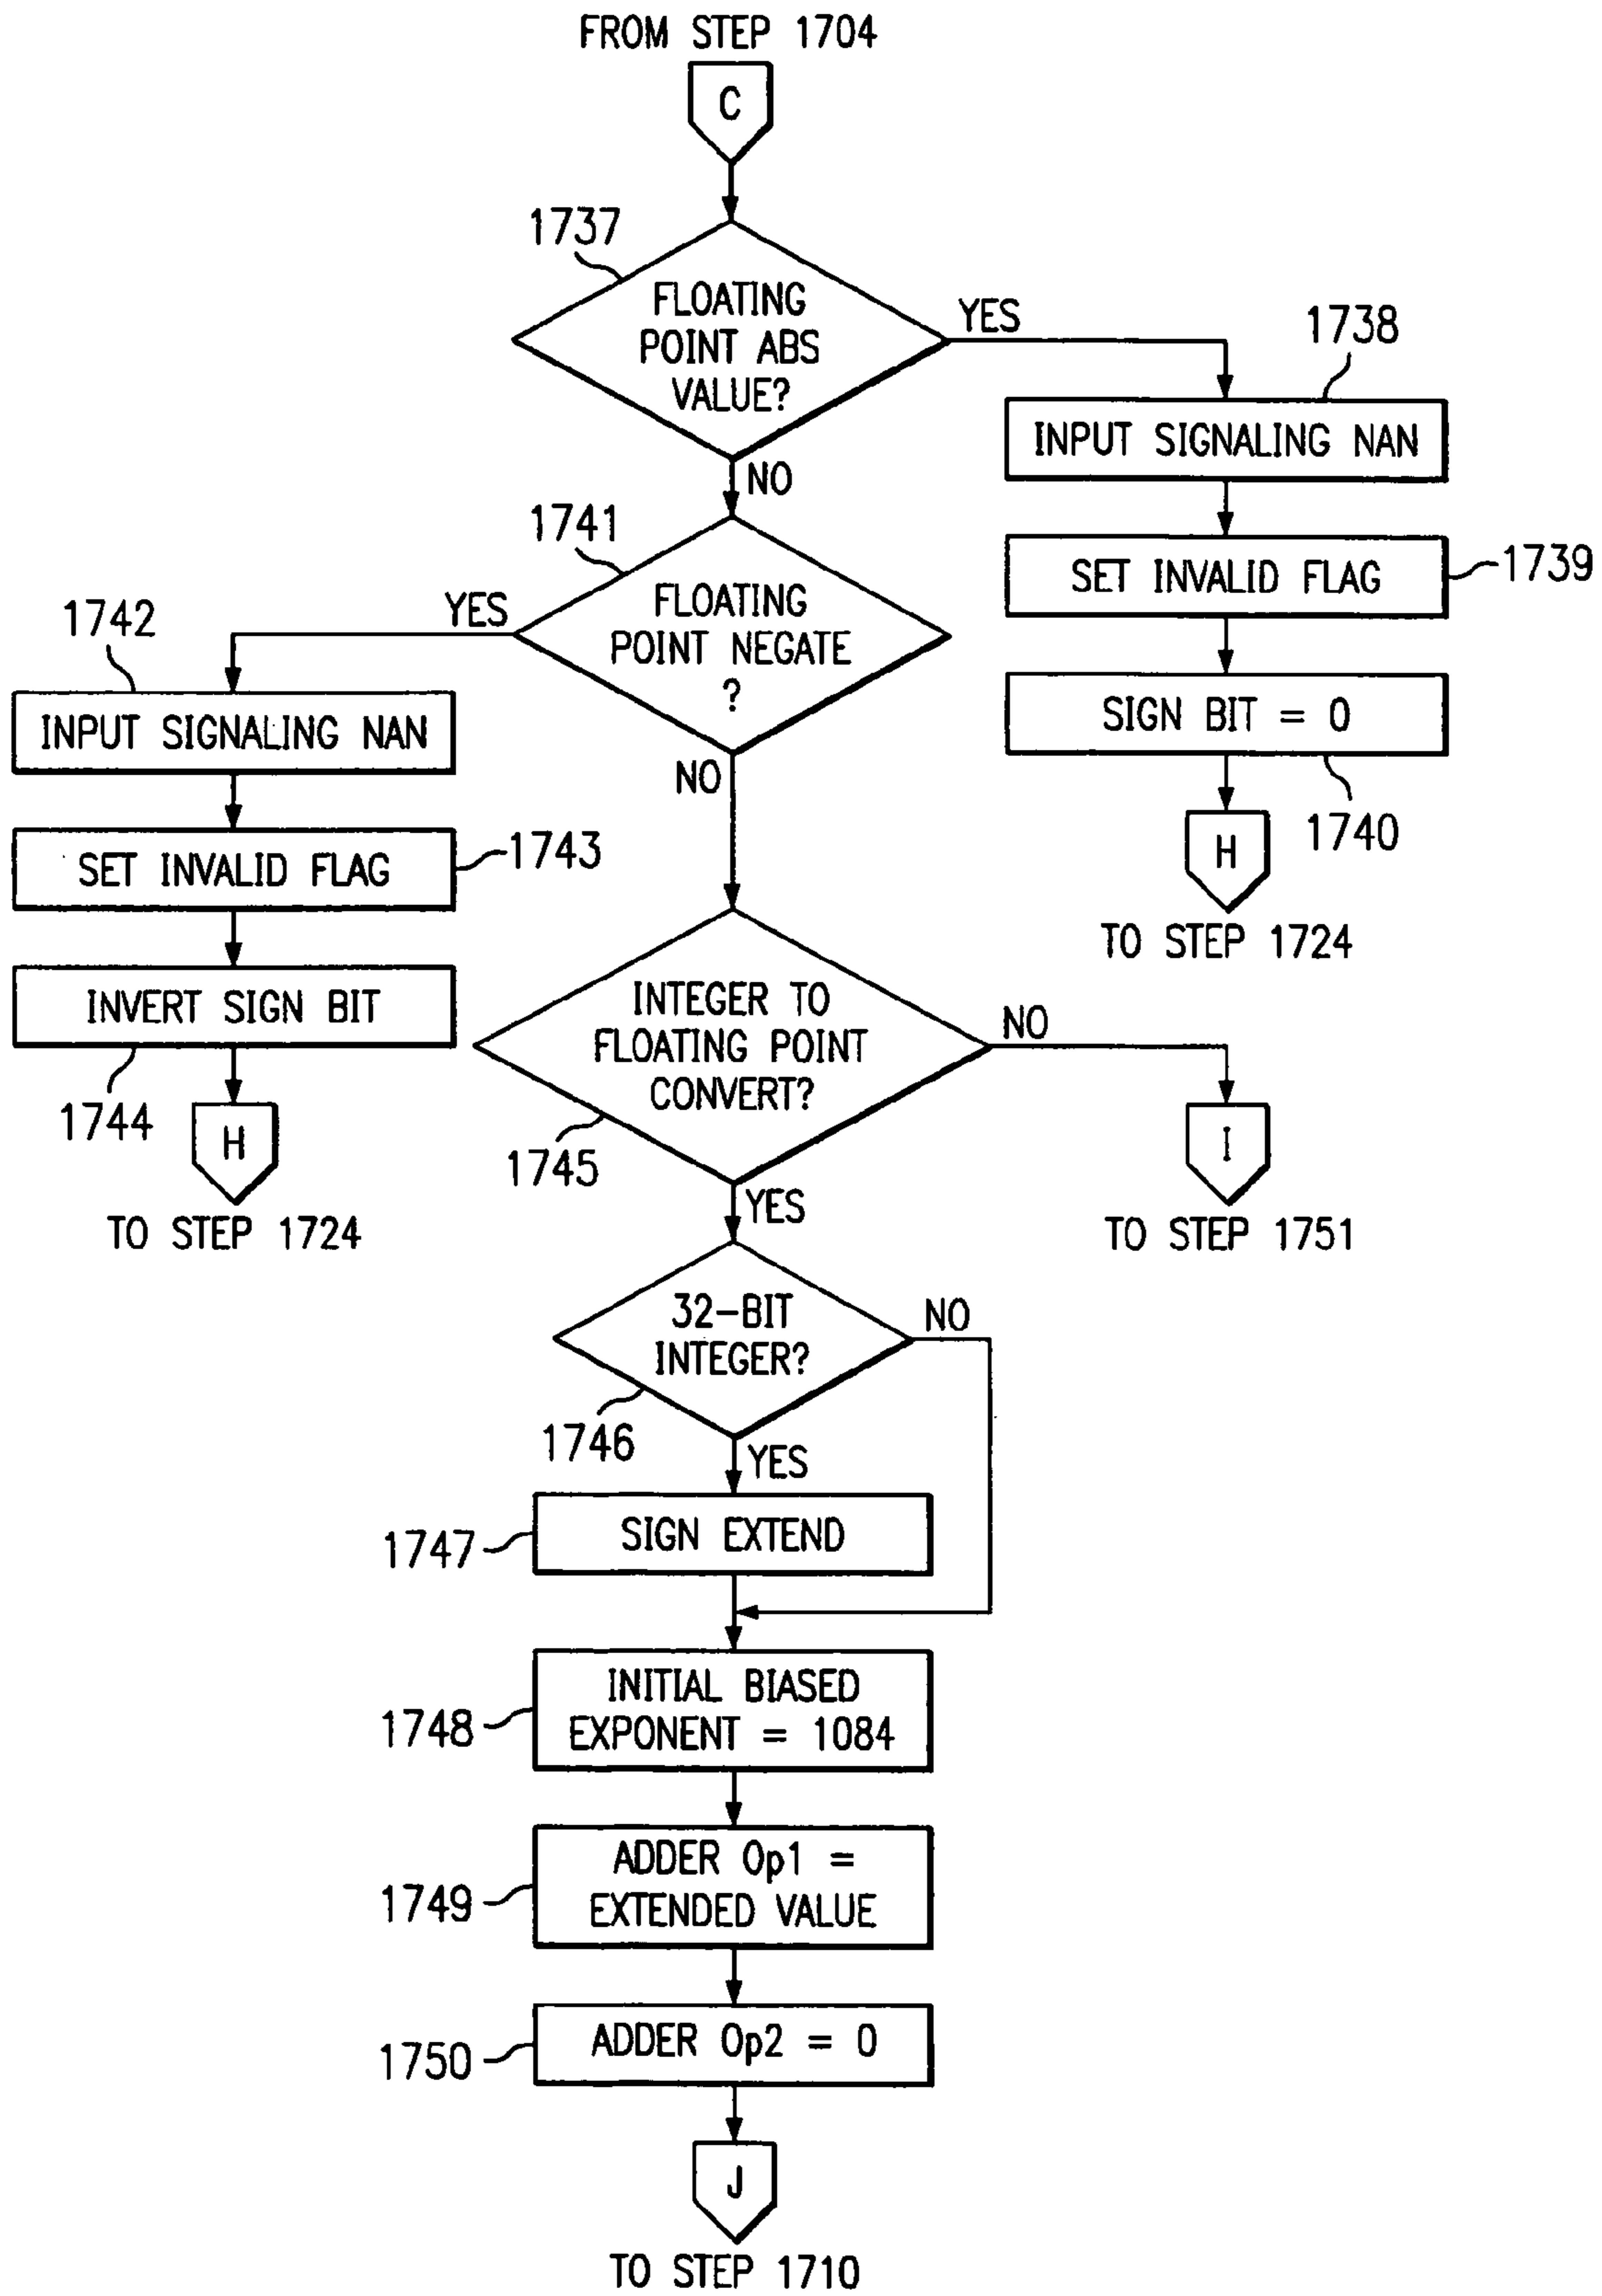 FROM STEP 1704
C
1737
FLOATING
POINT ABS
VALUE?
YES
NO
1738
INPUT SIGNALING NAN
SET INVALID FLAG
1739
SIGN BIT = 0
1740
H
TO STEP 1724
1741
FLOATING
POINT NEGATE
?
YES
NO
1742
INPUT SIGNALING NAN
SET INVALID FLAG
1743
INVERT SIGN BIT
1744
H
TO STEP 1724
INTEGER TO
FLOATING POINT
CONVERT?
1745
NO
I
TO STEP 1751
YES
32-BIT
INTEGER?
1746
NO
YES
1747
SIGN EXTEND
1748
INITIAL BIASED
EXPONENT = 1084
1749
ADDER Op1 =
EXTENDED VALUE
1750
ADDER Op2 = 0
J
TO STEP 1710